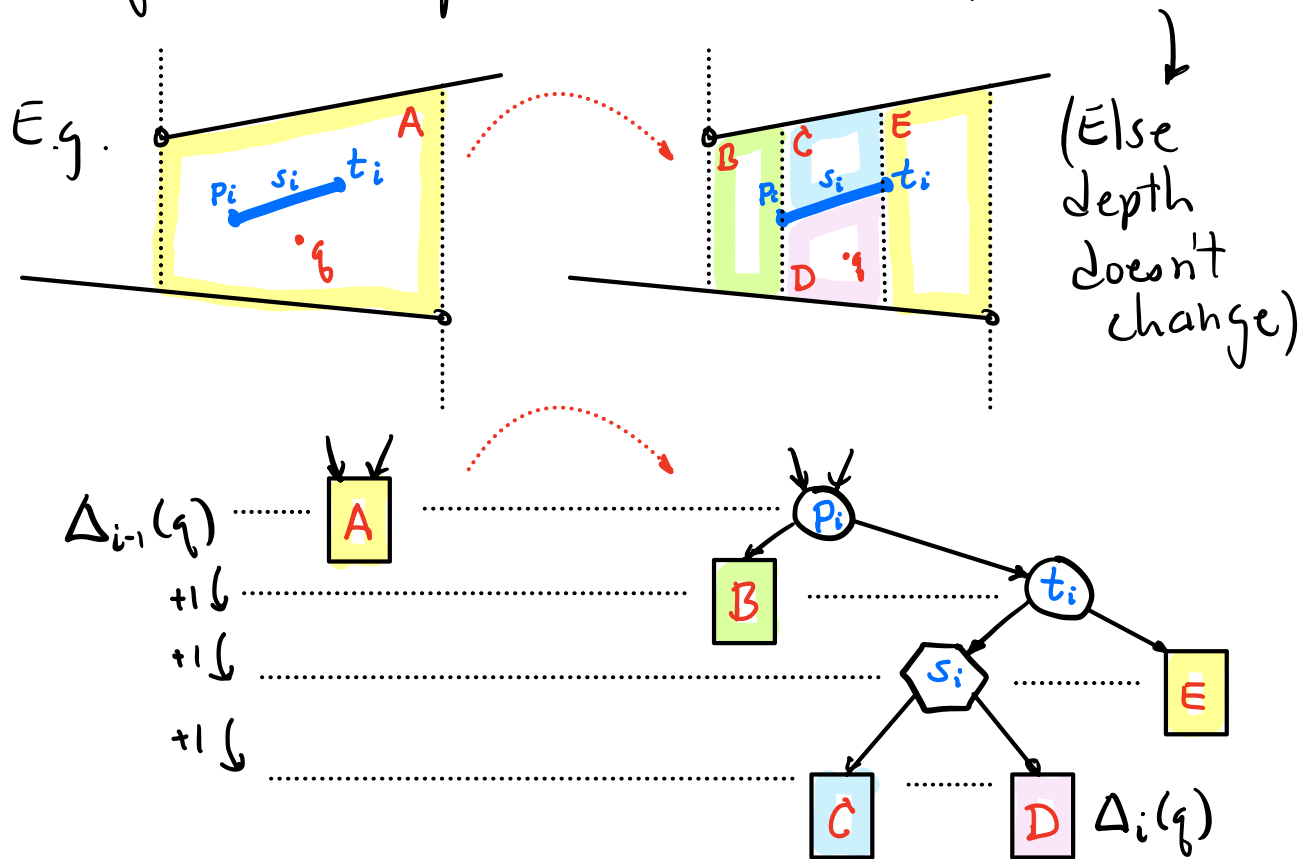 E.g.
A
pi
si
ti
q
B
C
E
pi
si
ti
D
q
(Else
depth
doesn't
change)
Δi-1(q)
A
pi
+1
B
ti
+1
si
E
+1
C
D
Δi(q)